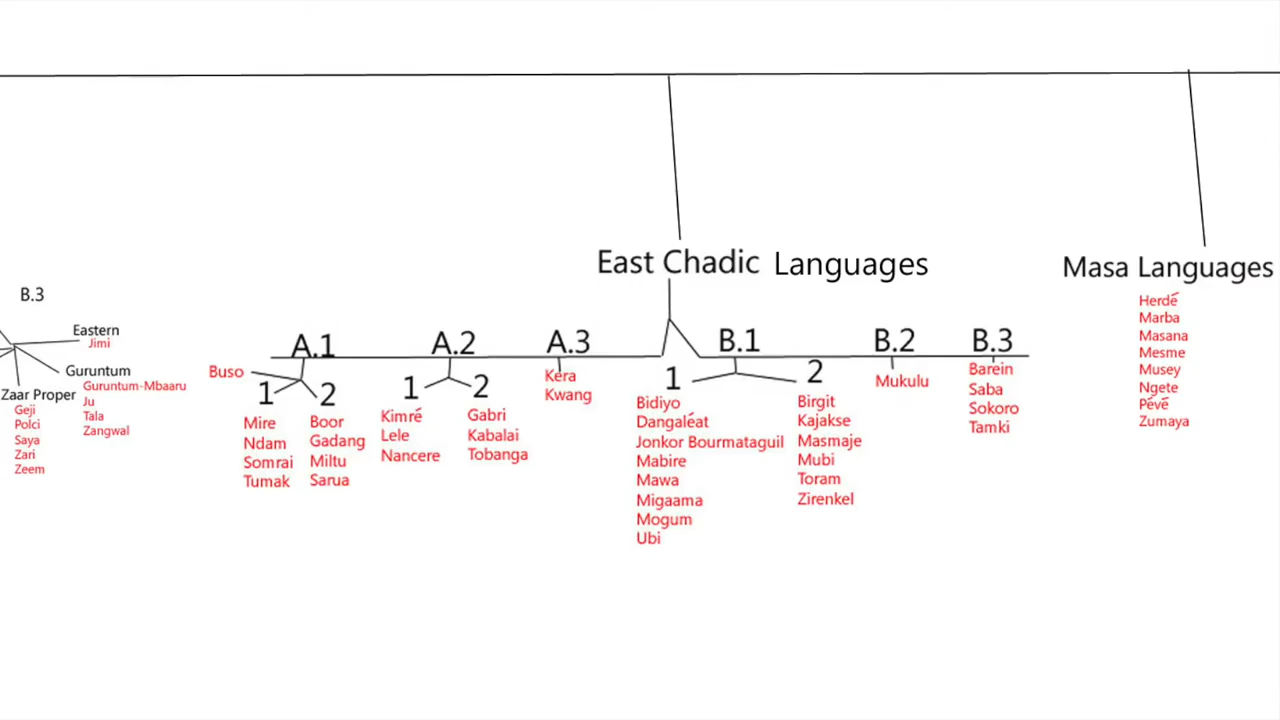 East Chadic Languages
Masa Languages
Herdé
Marba
Masana
Mesme
Musey
Ngete
Pévé
Zumaya
B.3
Eastern
Jimi
Guruntum
Guruntum-Mbaaru
Ju
Tala
Zangwal
Zaar Proper
Geji
Polci
Saya
Zari
Zeem
A.1
Buso
1
Mire
Ndam
Somrai
Tumak
2
Boor
Gadang
Miltu
Sarua
A.2
1
Kimré
Lele
Nancere
2
Gabri
Kabalai
Tobanga
A.3
Kera
Kwang
B.1
1
Bidiyo
Dangaléat
Jonkor Bourmataguil
Mabire
Mawa
Migaama
Mogum
Ubi
2
Birgit
Kajakse
Masmaje
Mubi
Toram
Zirenkel
B.2
Mukulu
B.3
Barein
Saba
Sokoro
Tamki